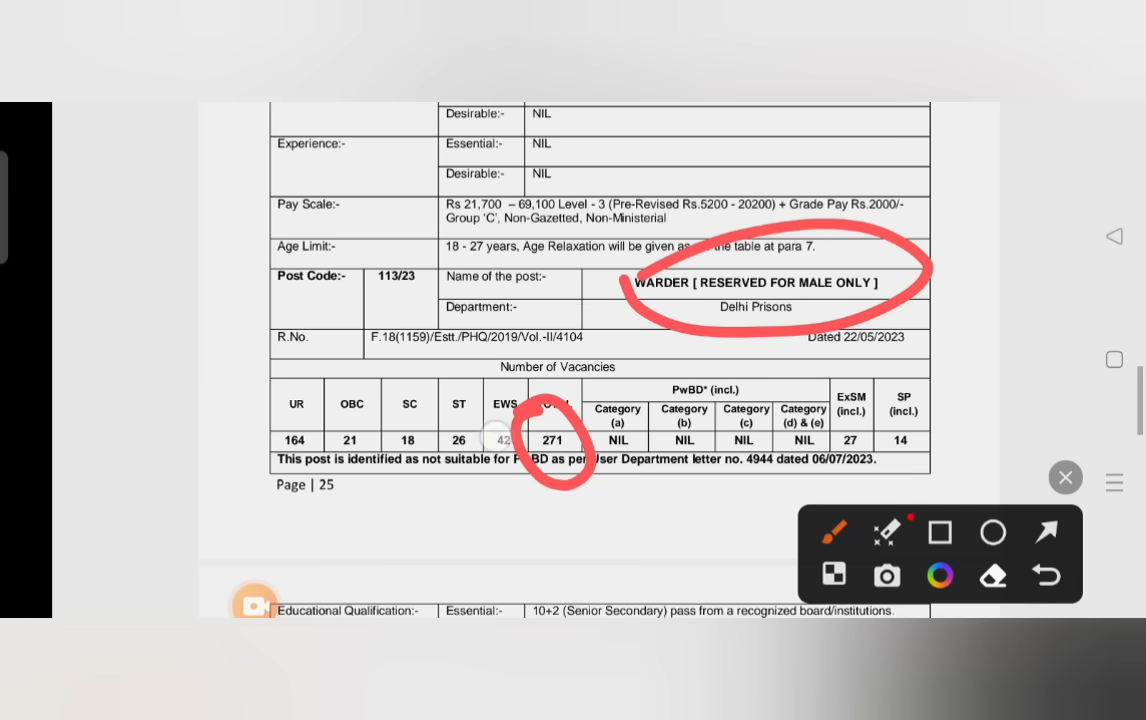 Desirable:- NIL
Experience:- Essential:- NIL
Desirable:- NIL
Pay Scale:- Rs 21,700 – 69,100 Level - 3 (Pre-Revised Rs.5200 - 20200) + Grade Pay Rs.2000/-
Group ‘C’, Non-Gazetted, Non-Ministerial
Age Limit:- 18 - 27 years, Age Relaxation will be given as the table at para 7.
Post Code:- 113/23 Name of the post:- WARDER [ RESERVED FOR MALE ONLY ]
Department:- Delhi Prisons
R.No. F.18(1159)/Estt./PHQ/2019/Vol.-II/4104 Dated 22/05/2023
Number of Vacancies
UR OBC SC ST EWS PwBD* (incl.) ExSM (incl.) SP (incl.)
Category (a) Category (b) Category (c) Category (d) & (e)
164 21 18 26 42 271 NIL NIL NIL NIL 27 14
This post is identified as not suitable for BD as per User Department letter no. 4944 dated 06/07/2023.
Page | 25
Educational Qualification:- Essential:- 10+2 (Senior Secondary) pass from a recognized board/institutions.